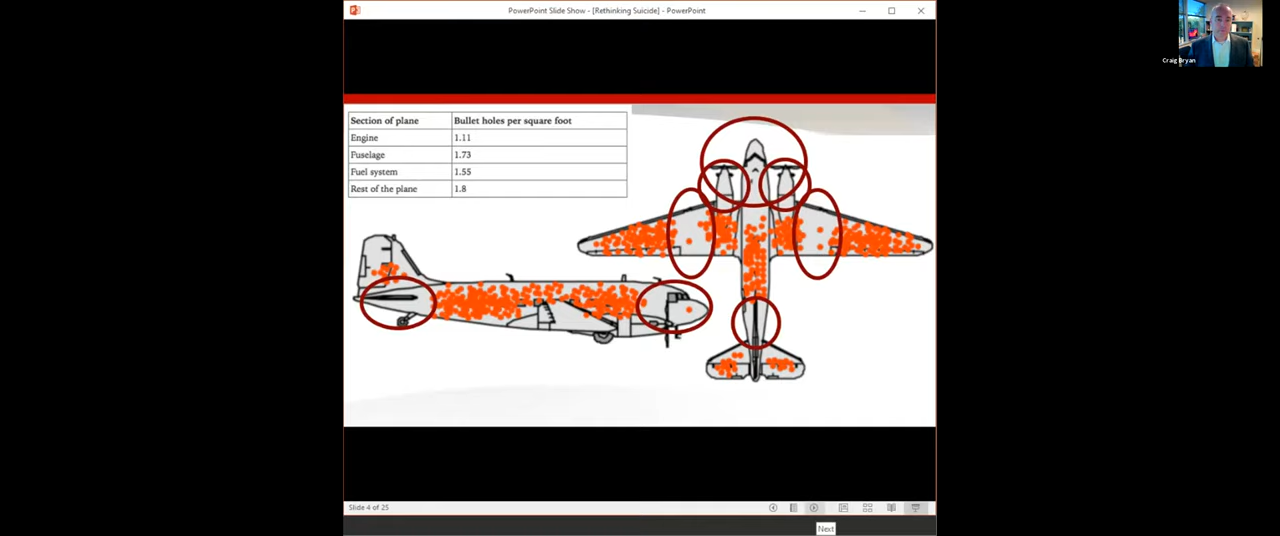 PowerPoint Slide Show - [Rethinking Suicide] - PowerPoint
Craig Bryan
Section of plane Bullet holes per square foot
Engine 1.11
Fuselage 1.73
Fuel system 1.55
Rest of the plane 1.8
Slide 4 of 25
Next